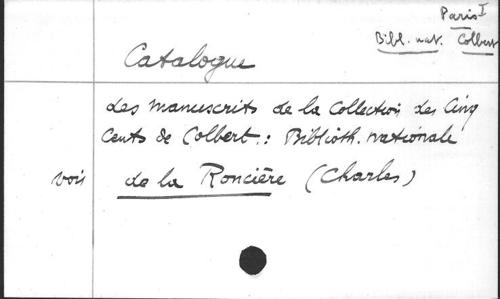 Paris I
Bibl. nat. Colbert
Catalogue
des manuscrits de la Collection des Cinq
Cents de Colbert : Biblioth. nationale
voir de la Roncière (Charles)